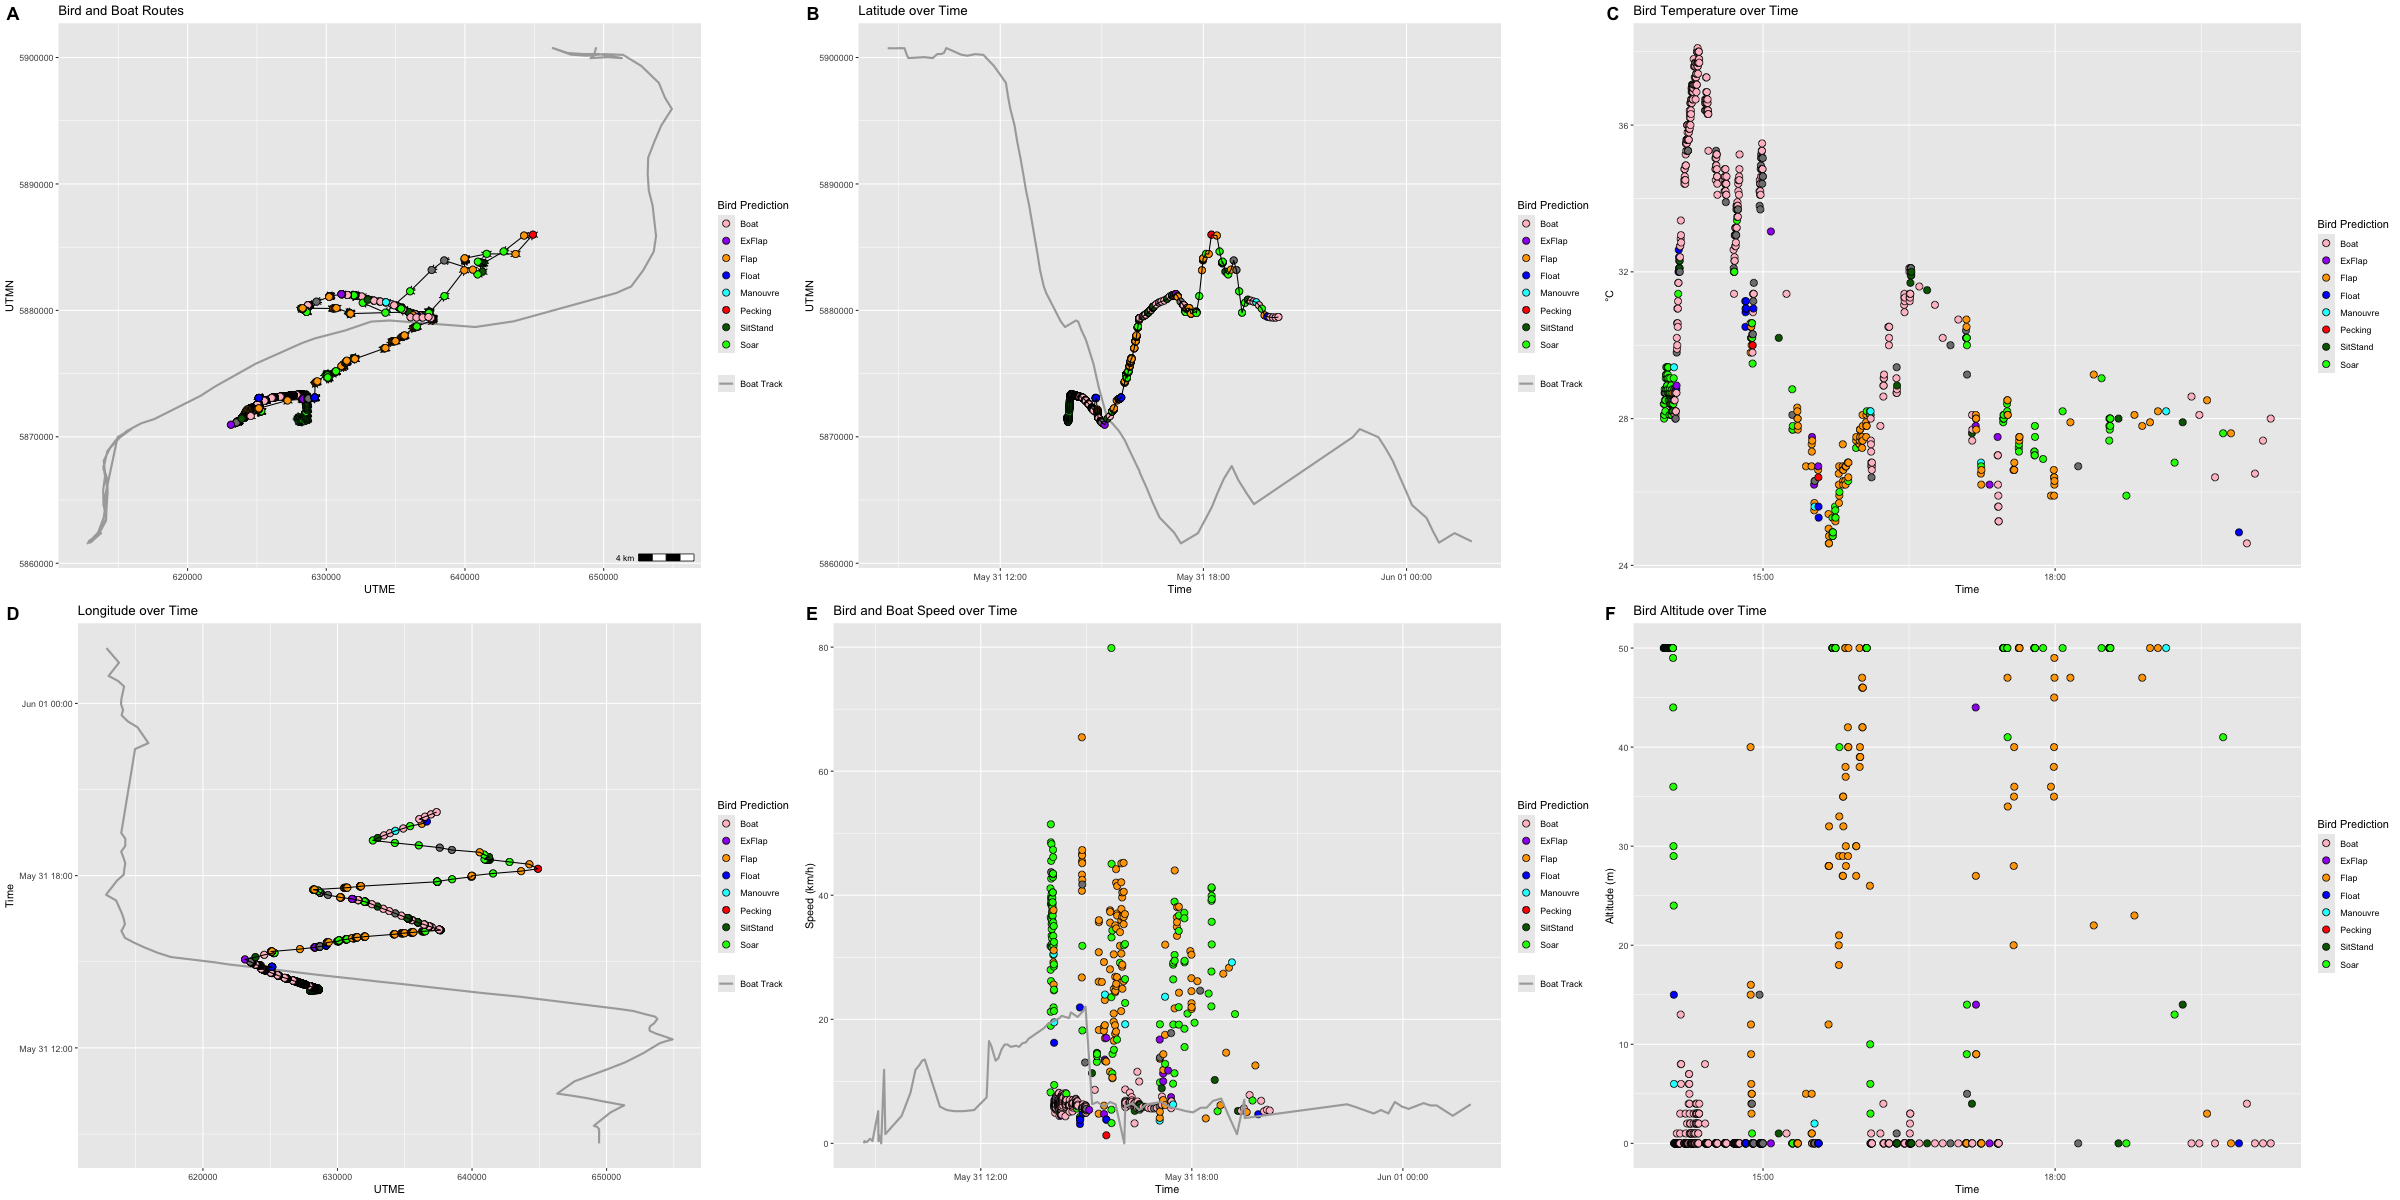 A
Bird and Boat Routes
5900000
5890000
5880000
5870000
5860000
UTMN
620000
630000
640000
650000
UTME
4 km
Bird Prediction
Boat
ExFlap
Flap
Float
Manouvre
Pecking
SitStand
Soar
Boat Track
B
Latitude over Time
5900000
5890000
5880000
5870000
5860000
UTMN
May 31 12:00
May 31 18:00
Jun 01 00:00
Time
Bird Prediction
Boat
ExFlap
Flap
Float
Manouvre
Pecking
SitStand
Soar
Boat Track
C
Bird Temperature over Time
36
32
28
24
°C
15:00
18:00
Time
Bird Prediction
Boat
ExFlap
Flap
Float
Manouvre
Pecking
SitStand
Soar
D
Longitude over Time
Jun 01 00:00
May 31 18:00
May 31 12:00
Time
620000
630000
640000
650000
UTME
Bird Prediction
Boat
ExFlap
Flap
Float
Manouvre
Pecking
SitStand
Soar
Boat Track
E
Bird and Boat Speed over Time
80
60
40
20
0
Speed (km/h)
May 31 12:00
May 31 18:00
Jun 01 00:00
Time
Bird Prediction
Boat
ExFlap
Flap
Float
Manouvre
Pecking
SitStand
Soar
Boat Track
F
Bird Altitude over Time
50
40
30
20
10
0
Altitude (m)
15:00
18:00
Time
Bird Prediction
Boat
ExFlap
Flap
Float
Manouvre
Pecking
SitStand
Soar